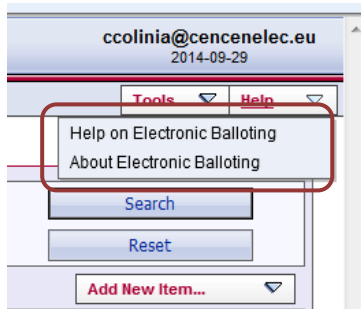 ccolinia@cencenelec.eu
2014-09-29
Tools Help
Help on Electronic Balloting
About Electronic Balloting
Search
Reset
Add New Item...